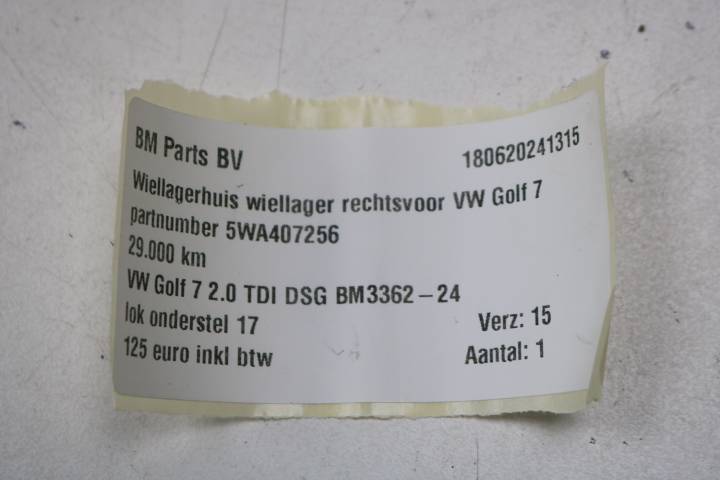 BM Parts BV 180620241315
Wiellagerhuis wiellager rechtsvoor VW Golf 7
partnumber 5WA407256
29.000 km
VW Golf 7 2.0 TDI DSG BM3362-24
lok onderstel 17 Verz: 15
125 euro inkl btw Aantal: 1